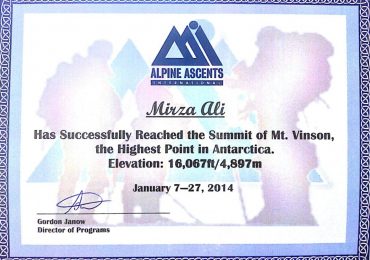 ALPINE ASCENTS
INTERNATIONAL
Mirza Ali
Has Successfully Reached the Summit of Mt. Vinson,
the Highest Point in Antarctica.
Elevation: 16,067ft/4,897m
January 7—27, 2014
Gordon Janow
Director of Programs